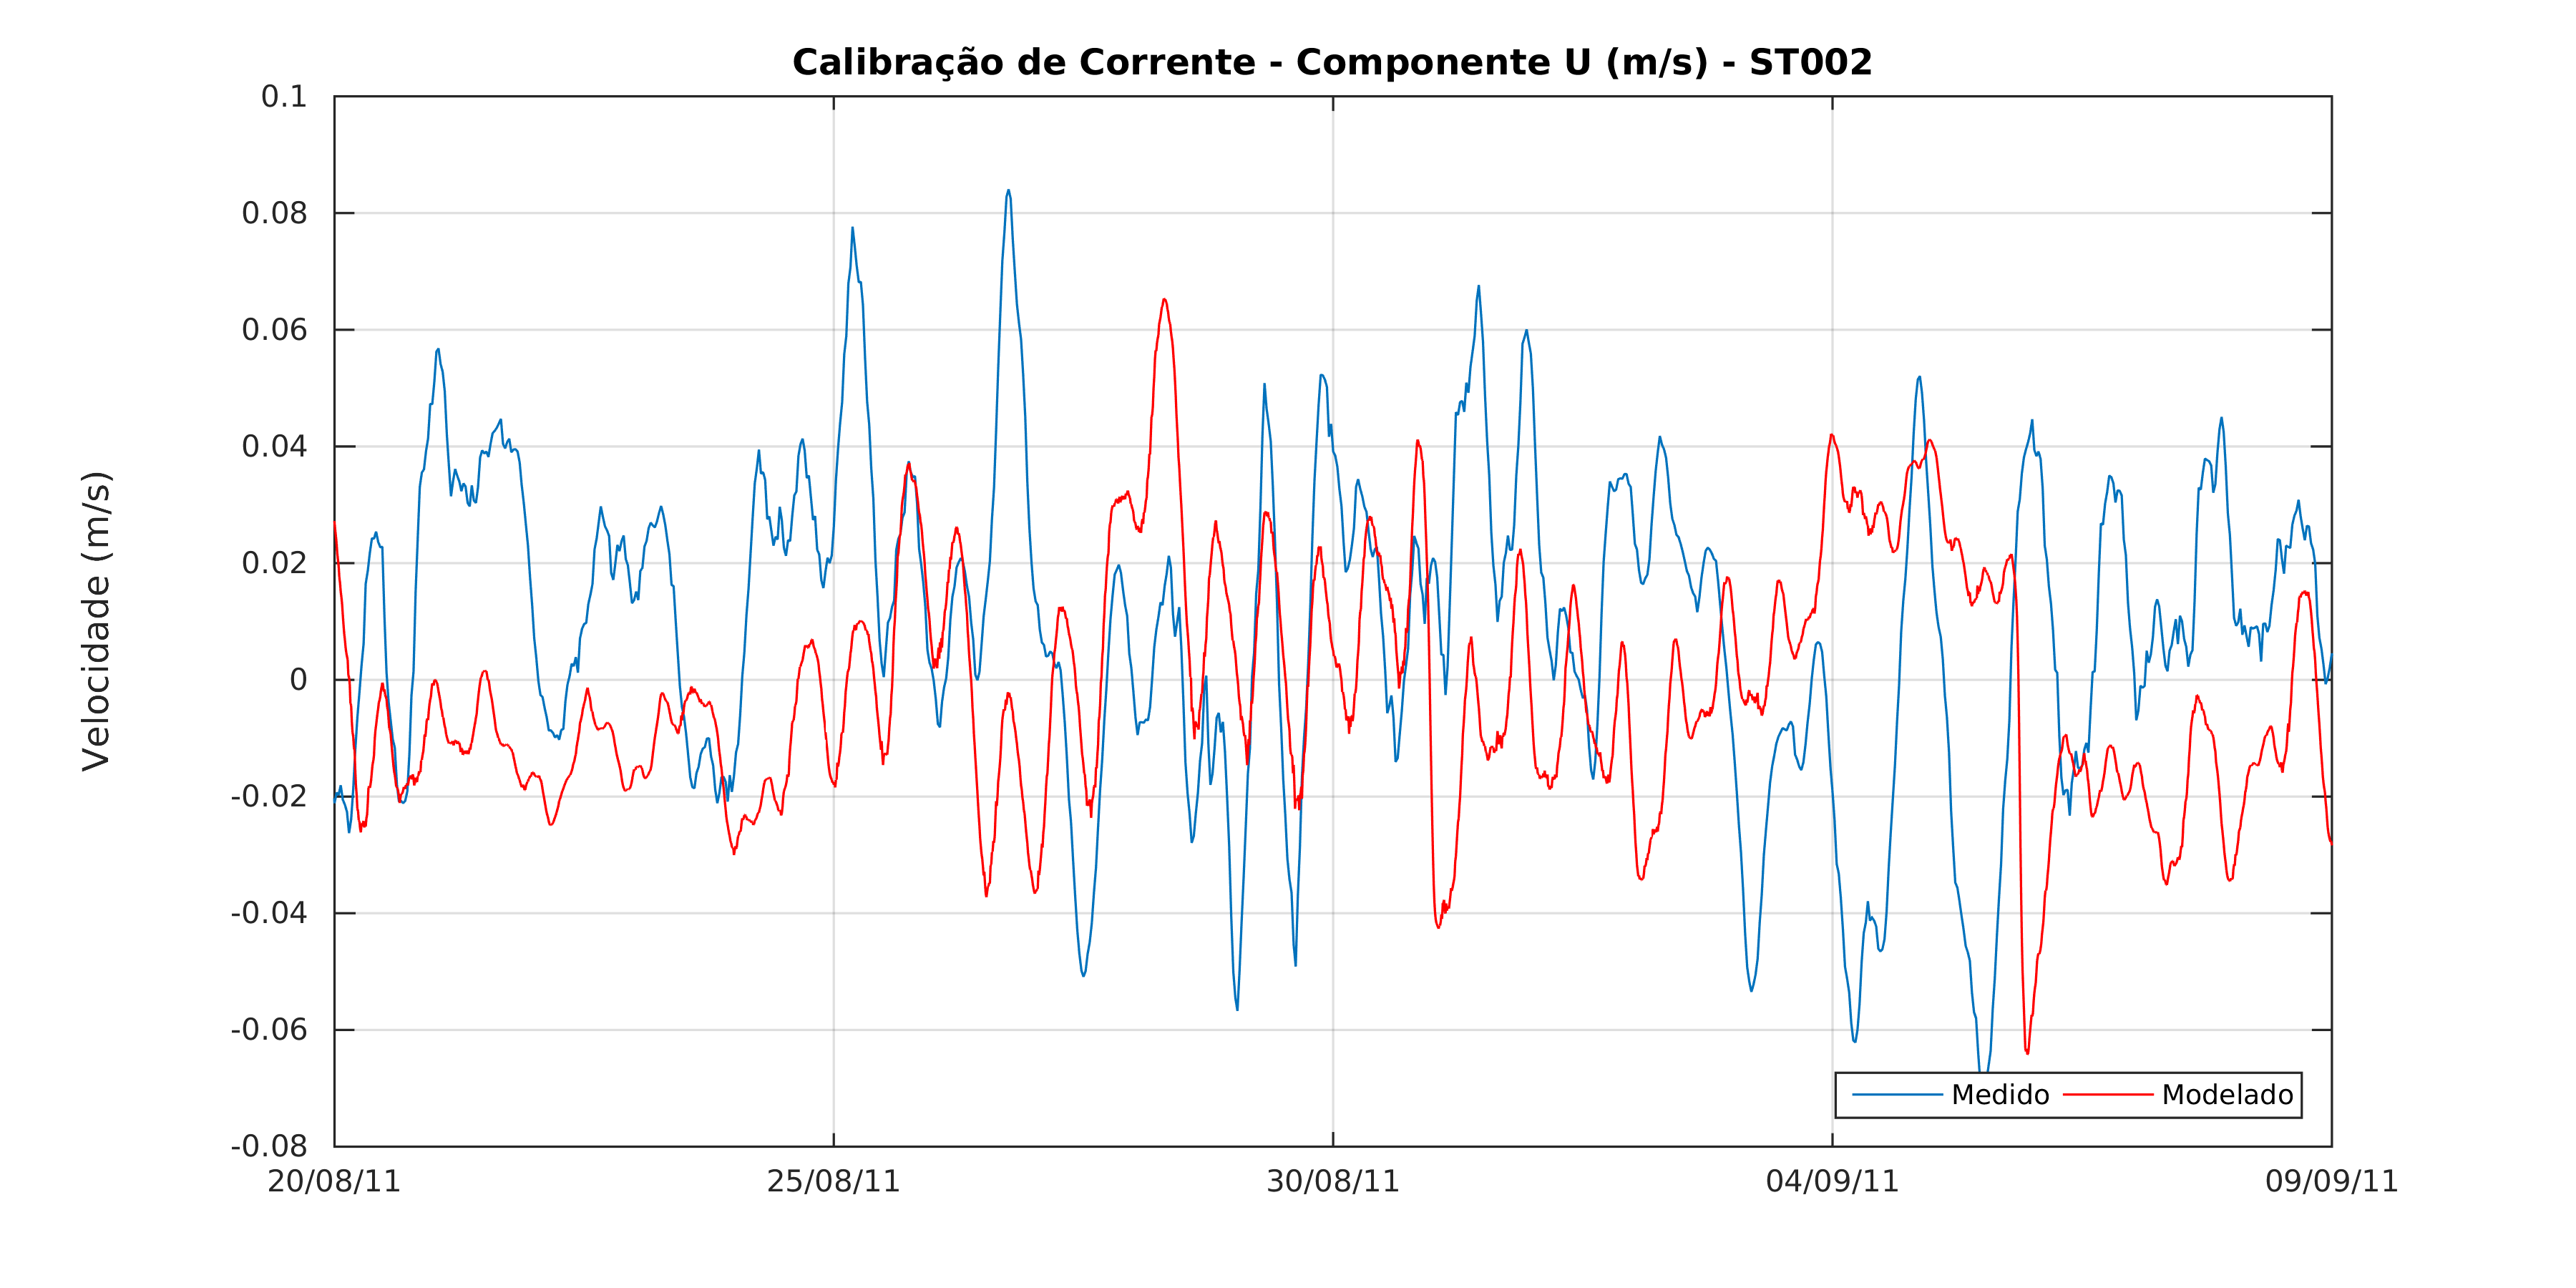 Calibração de Corrente - Componente U (m/s) - ST002
Velocidade (m/s)
0.1
0.08
0.06
0.04
0.02
0
-0.02
-0.04
-0.06
-0.08
20/08/11 25/08/11 30/08/11 04/09/11 09/09/11
Medido Modelado